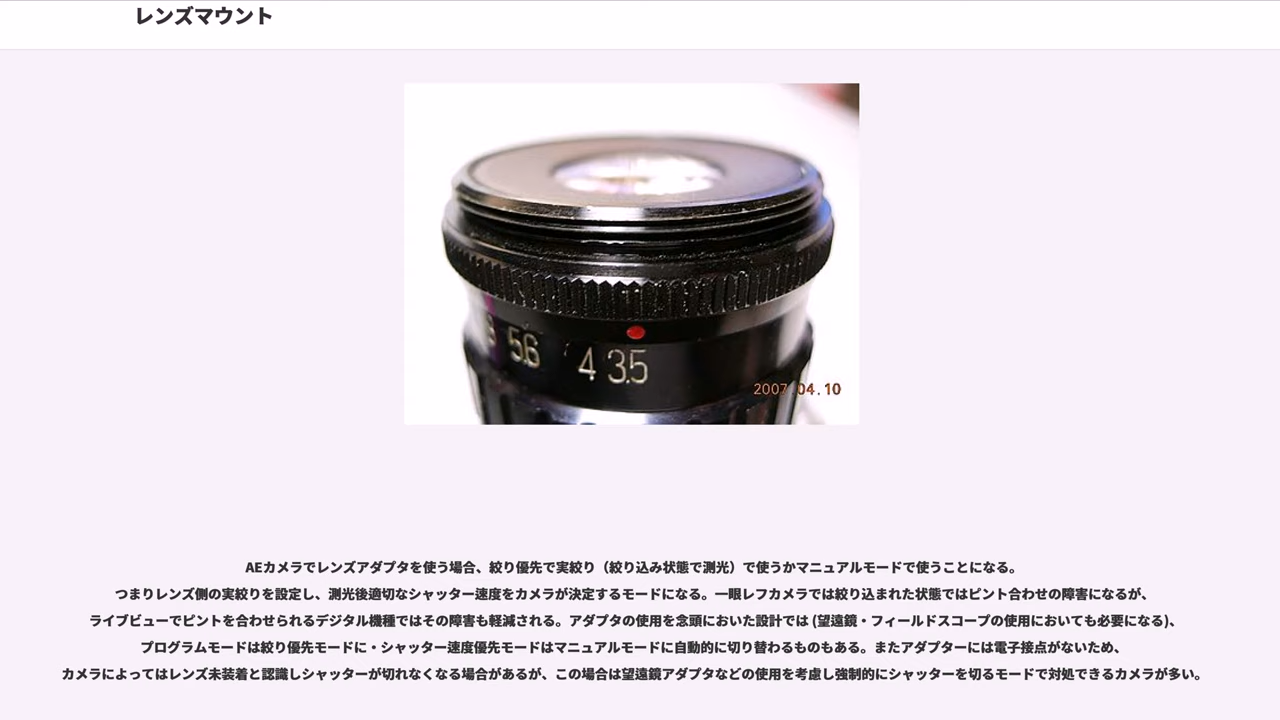 レンズマウント
5.6 4 3.5
2007.04.10
AEカメラでレンズアダプタを使う場合、絞り優先で実絞り（絞り込み状態で測光）で使うかマニュアルモードで使うことになる。
つまりレンズ側の実絞りを設定し、測光後適切なシャッター速度をカメラが決定するモードになる。一眼レフカメラでは絞り込まれた状態ではピント合わせの障害になるが、
ライブビューでピントを合わせられるデジタル機種ではその障害も軽減される。アダプタの使用を念頭においた設計では (望遠鏡・フィールドスコープの使用においても必要になる)、
プログラムモードは絞り優先モードに・シャッター速度優先モードはマニュアルモードに自動的に切り替わるものもある。またアダプターには電子接点がないため、
カメラによってはレンズ未装着と認識しシャッターが切れなくなる場合があるが、この場合は望遠鏡アダプタなどの使用を考慮し強制的にシャッターを切るモードで対処できるカメラが多い。